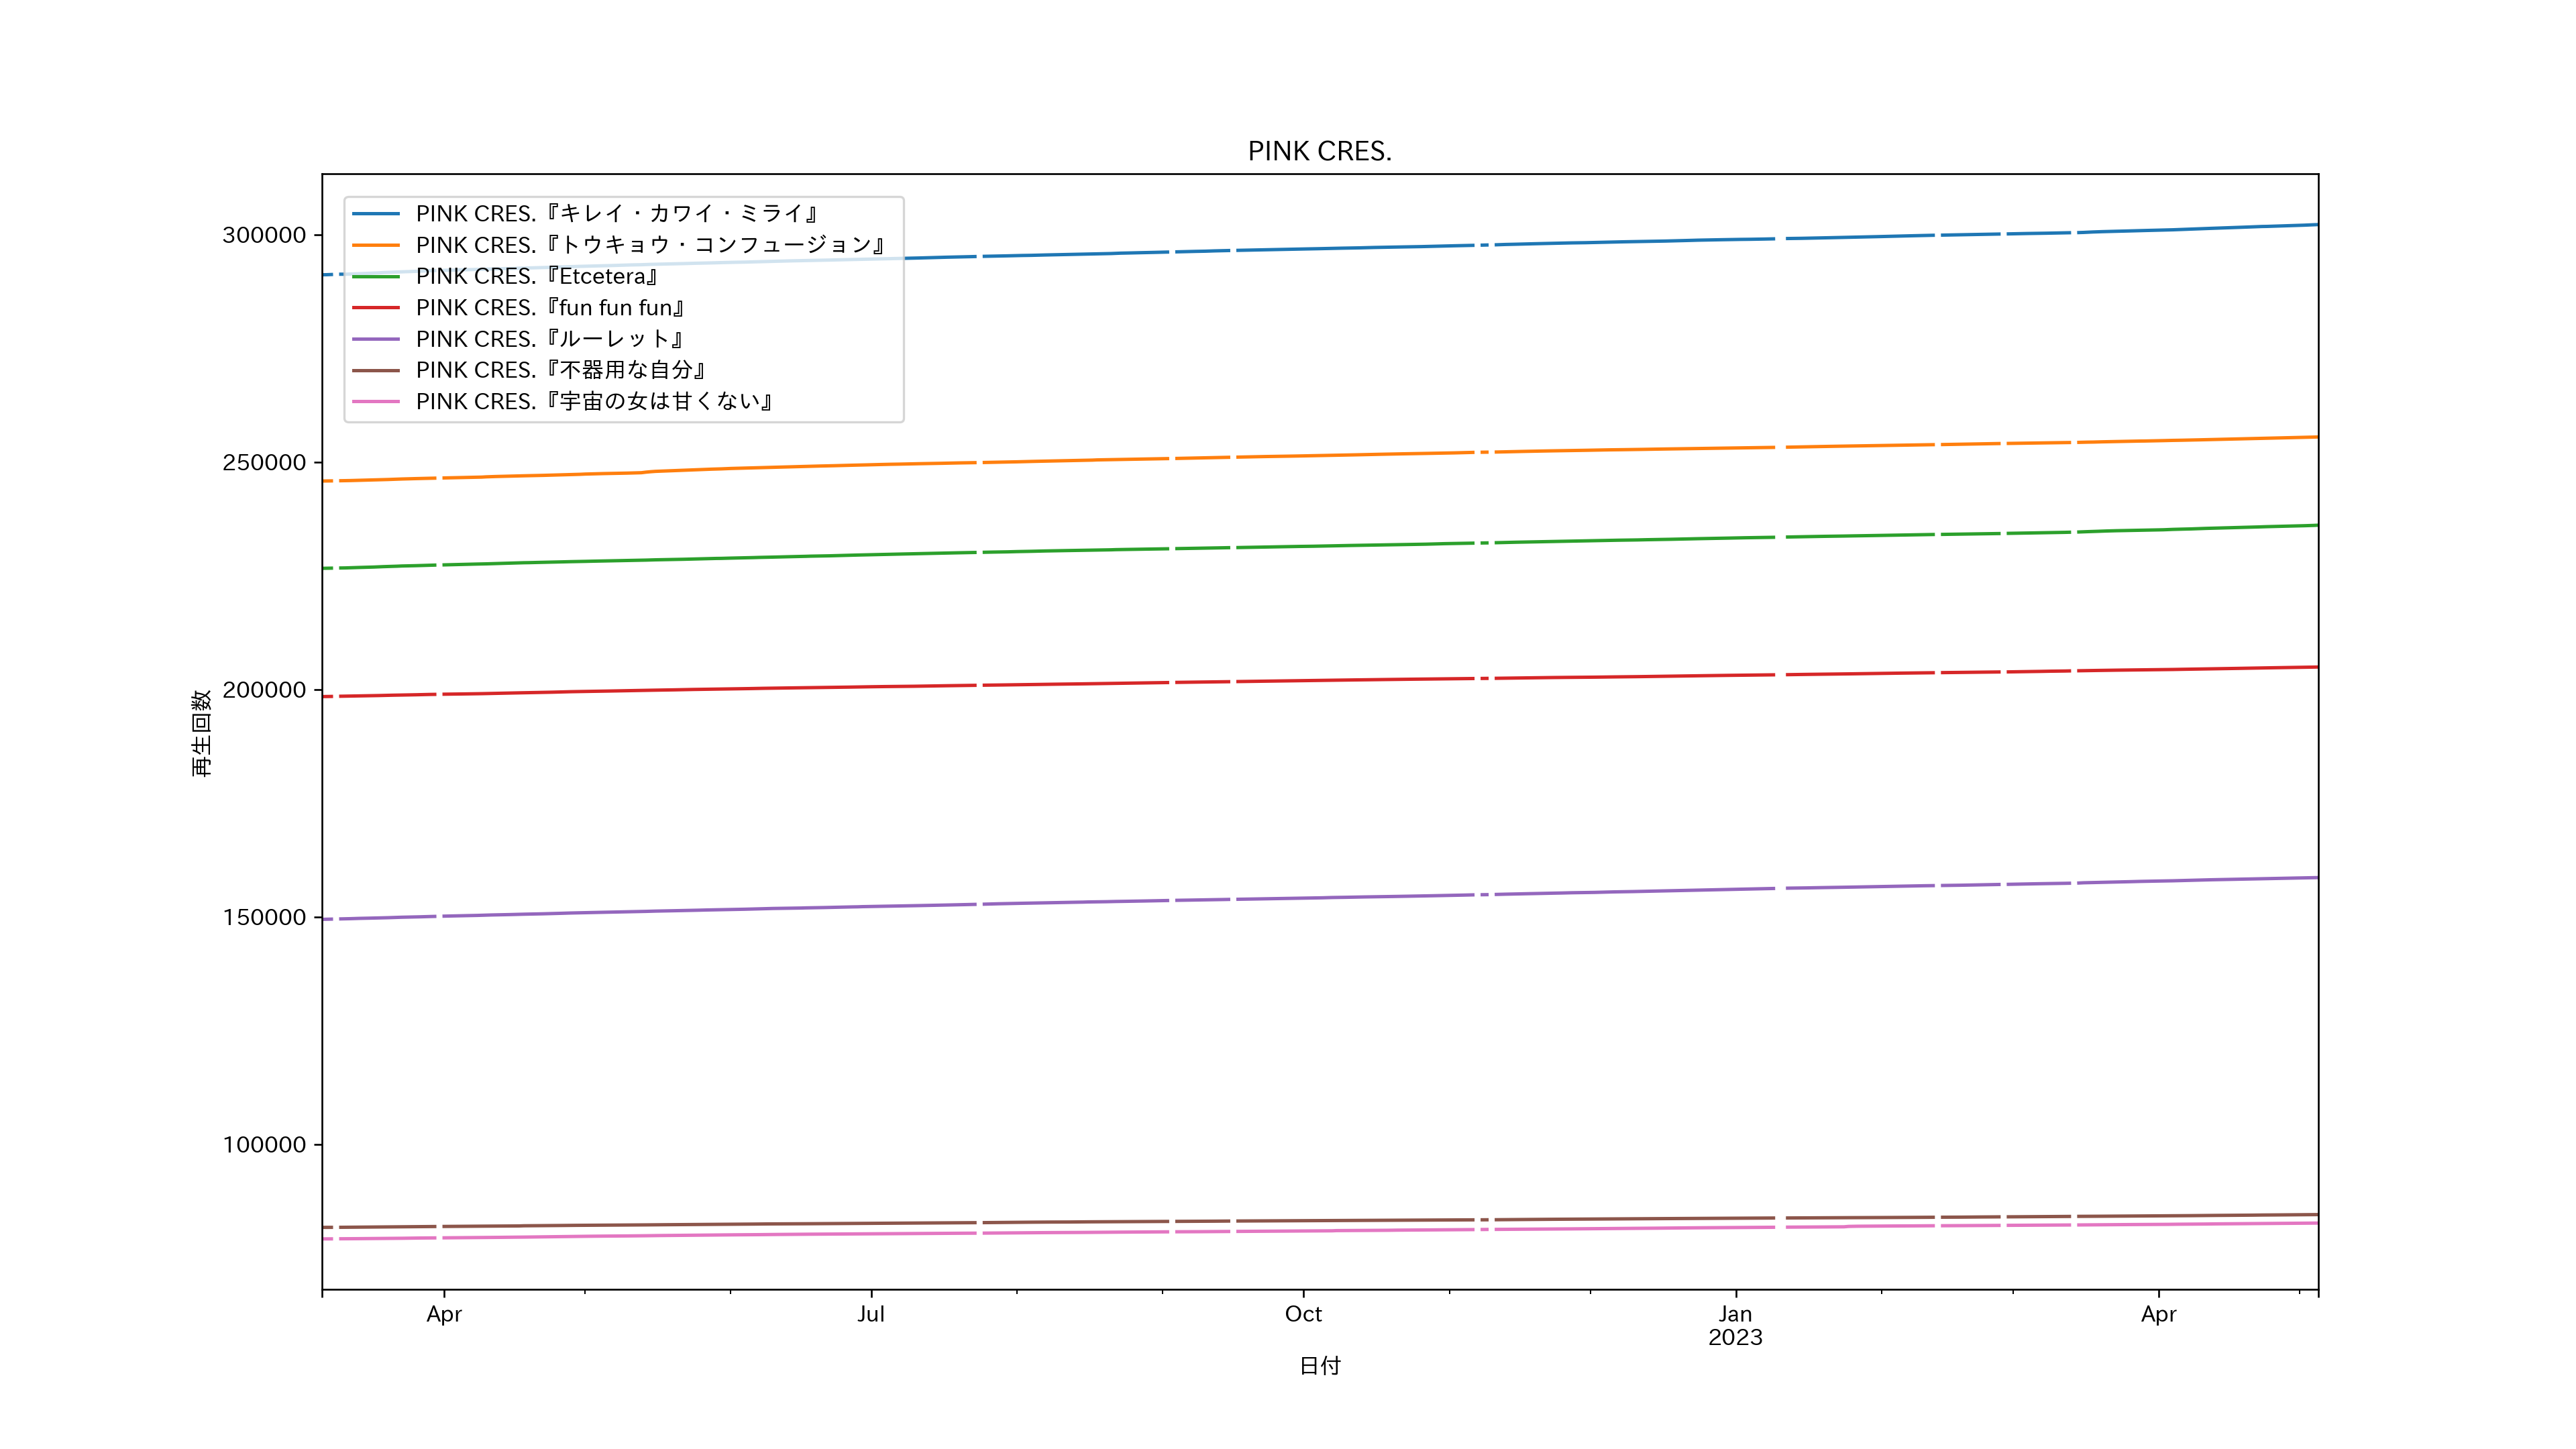 PINK CRES.
PINK CRES.『キレイ・カワイ・ミライ』
PINK CRES.『トウキョウ・コンフュージョン』
PINK CRES.『Etcetera』
PINK CRES.『fun fun fun』
PINK CRES.『ルーレット』
PINK CRES.『不器用な自分』
PINK CRES.『宇宙の女は甘くない』
再生回数
300000
250000
200000
150000
100000
Apr
Jul
Oct
Jan
2023
Apr
日付